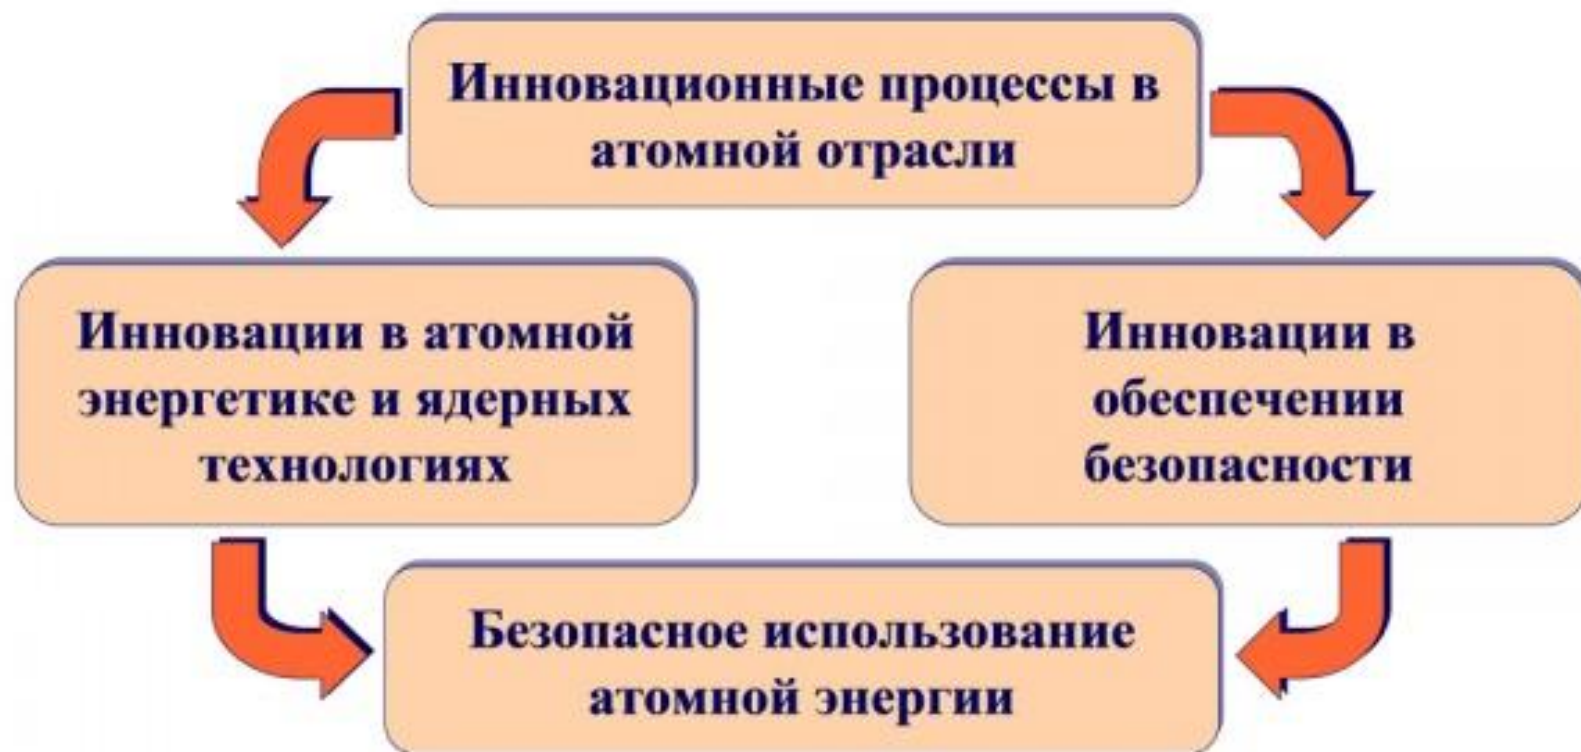 Инновационные процессы в
атомной отрасли
Инновации в атомной
энергетике и ядерных
технологиях
Инновации в
обеспечении
безопасности
Безопасное использование
атомной энергии